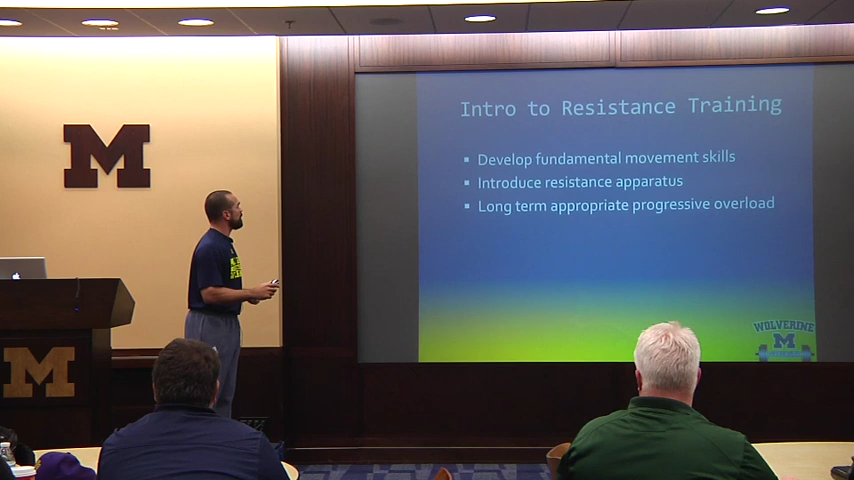 M
Intro to Resistance Training
Develop fundamental movement skills
Introduce resistance apparatus
Long term appropriate progressive overload
WOLVERINE
M
M